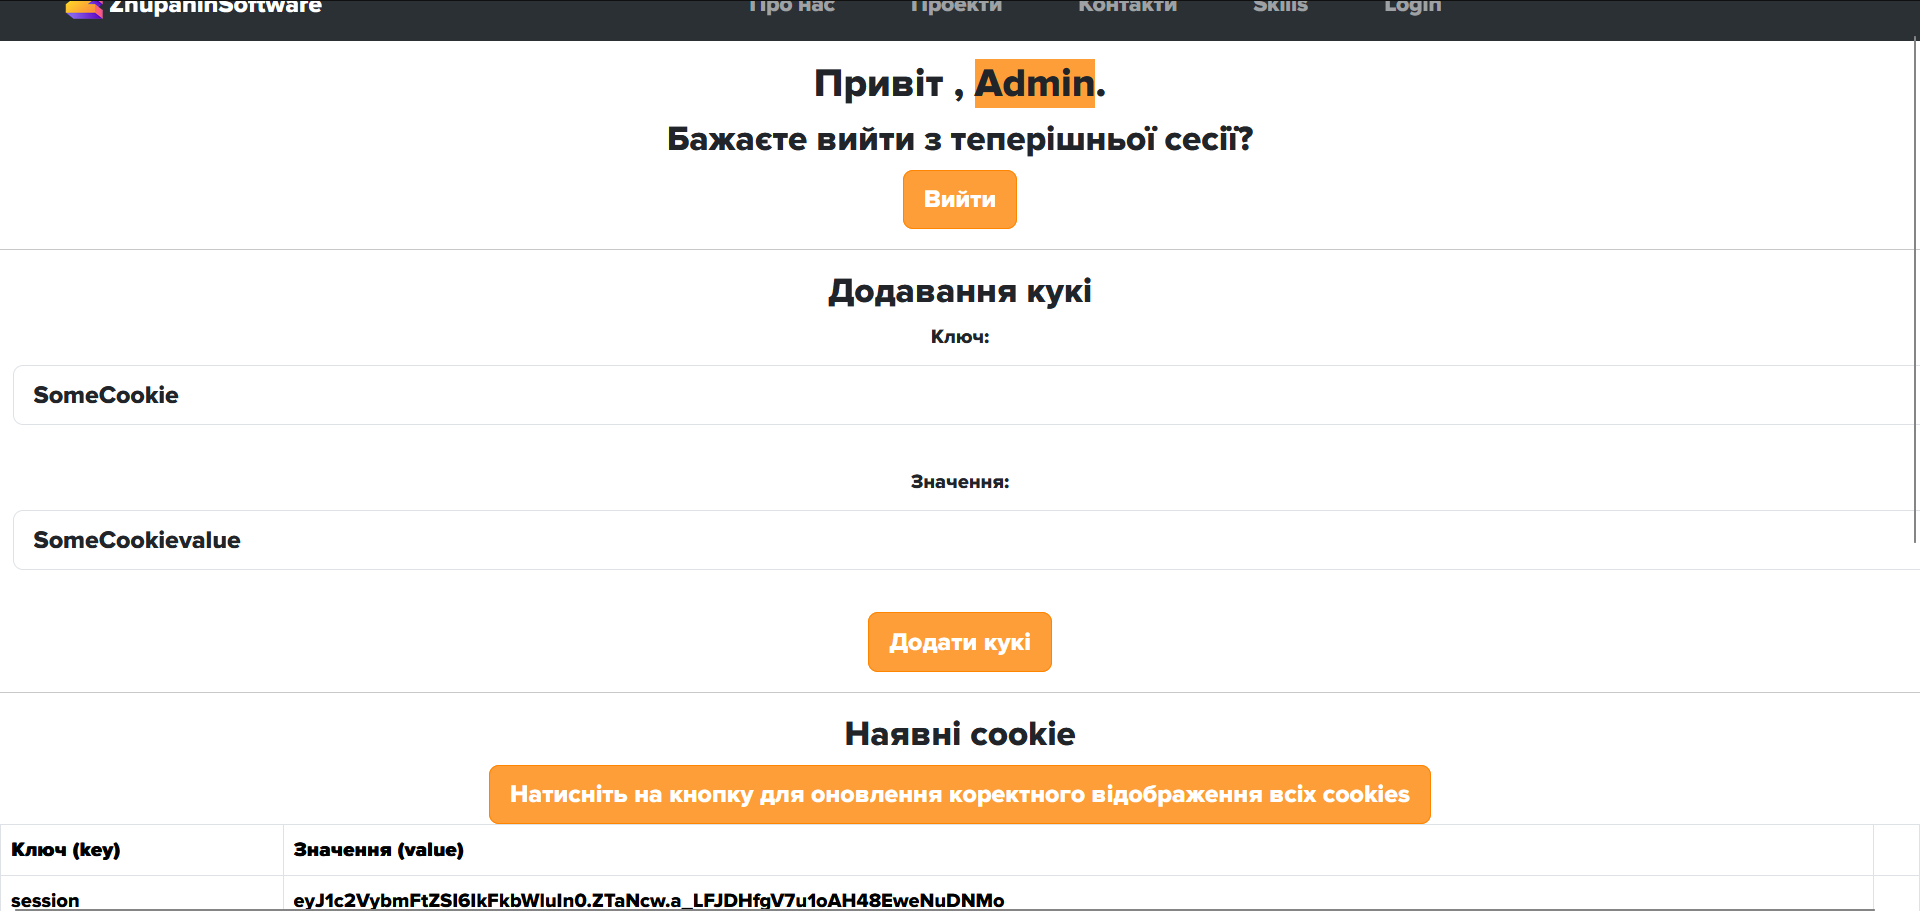 ZhupaninSoftware Про нас Проекти Контакти Skills Login
Привіт , Admin.
Бажаєте вийти з теперішньої сесії?
Вийти
Додавання кукі
Ключ:
SomeCookie
Значення:
SomeCookievalue
Додати кукі
Наявні cookie
Натисніть на кнопку для оновлення коректного відображення всіх cookies
Ключ (key) Значення (value)
session eyJ1c2VybmFtZSI6IkFkbWluIn0.ZTaNcw.a_LFJDHfgV7u1oAH48EweNuDNMo